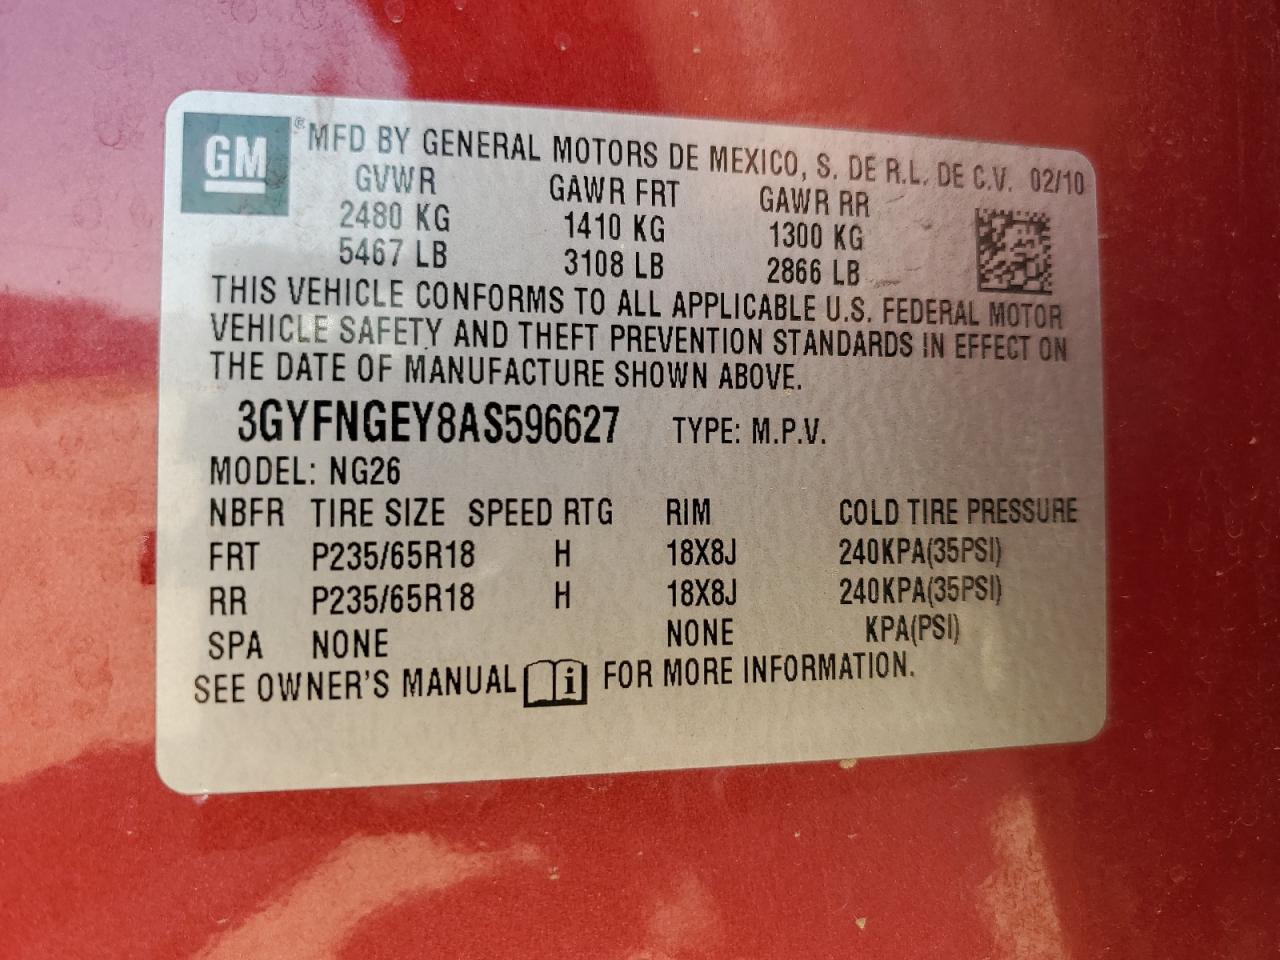 GM ® MFD BY GENERAL MOTORS DE MEXICO, S. DE R.L. DE C.V. 02/10
GVWR GAWR FRT GAWR RR
2480 KG 1410 KG 1300 KG
5467 LB 3108 LB 2866 LB
THIS VEHICLE CONFORMS TO ALL APPLICABLE U.S. FEDERAL MOTOR
VEHICLE SAFETY AND THEFT PREVENTION STANDARDS IN EFFECT ON
THE DATE OF MANUFACTURE SHOWN ABOVE.
3GYFNGEY8AS596627 TYPE: M.P.V.
MODEL: NG26
NBFR TIRE SIZE SPEED RTG RIM COLD TIRE PRESSURE
FRT P235/65R18 H 18X8J 240KPA(35PSI)
RR P235/65R18 H 18X8J 240KPA(35PSI)
SPA NONE NONE KPA(PSI)
SEE OWNER'S MANUAL i FOR MORE INFORMATION.